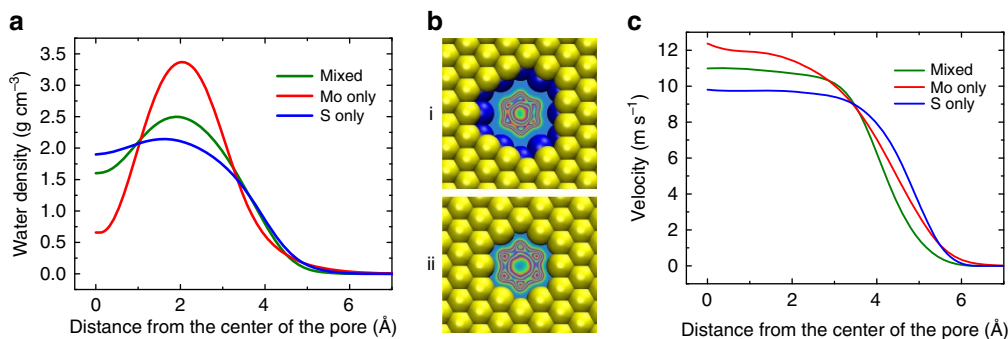 a
Water density (g cm⁻³)
3.5
3.0
2.5
2.0
1.5
1.0
0.5
0.0
Mixed
Mo only
S only
0 2 4 6
Distance from the center of the pore (Å)
b
i
ii
c
Velocity (m s⁻¹)
12
10
8
6
4
2
0
Mixed
Mo only
S only
0 2 4 6
Distance from the center of the pore (Å)